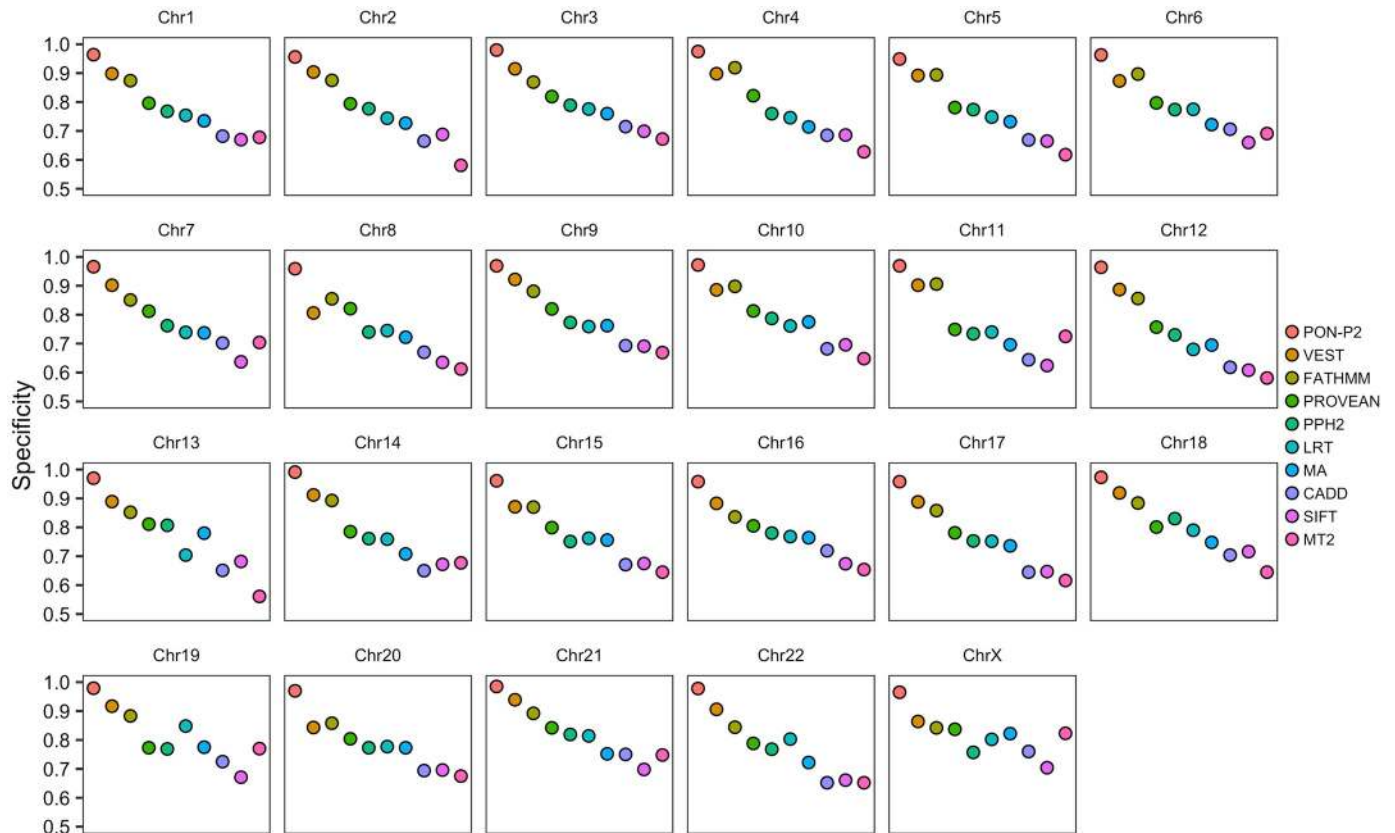 Chr1 Chr2 Chr3 Chr4 Chr5 Chr6
1.0
0.9
0.8
0.7
0.6
0.5
Chr7 Chr8 Chr9 Chr10 Chr11 Chr12
1.0
0.9
0.8
0.7
0.6
0.5
Chr13 Chr14 Chr15 Chr16 Chr17 Chr18
1.0
0.9
0.8
0.7
0.6
0.5
Chr19 Chr20 Chr21 Chr22 ChrX
1.0
0.9
0.8
0.7
0.6
0.5
Specificity
PON-P2
VEST
FATHMM
PROVEAN
PPH2
LRT
MA
CADD
SIFT
MT2